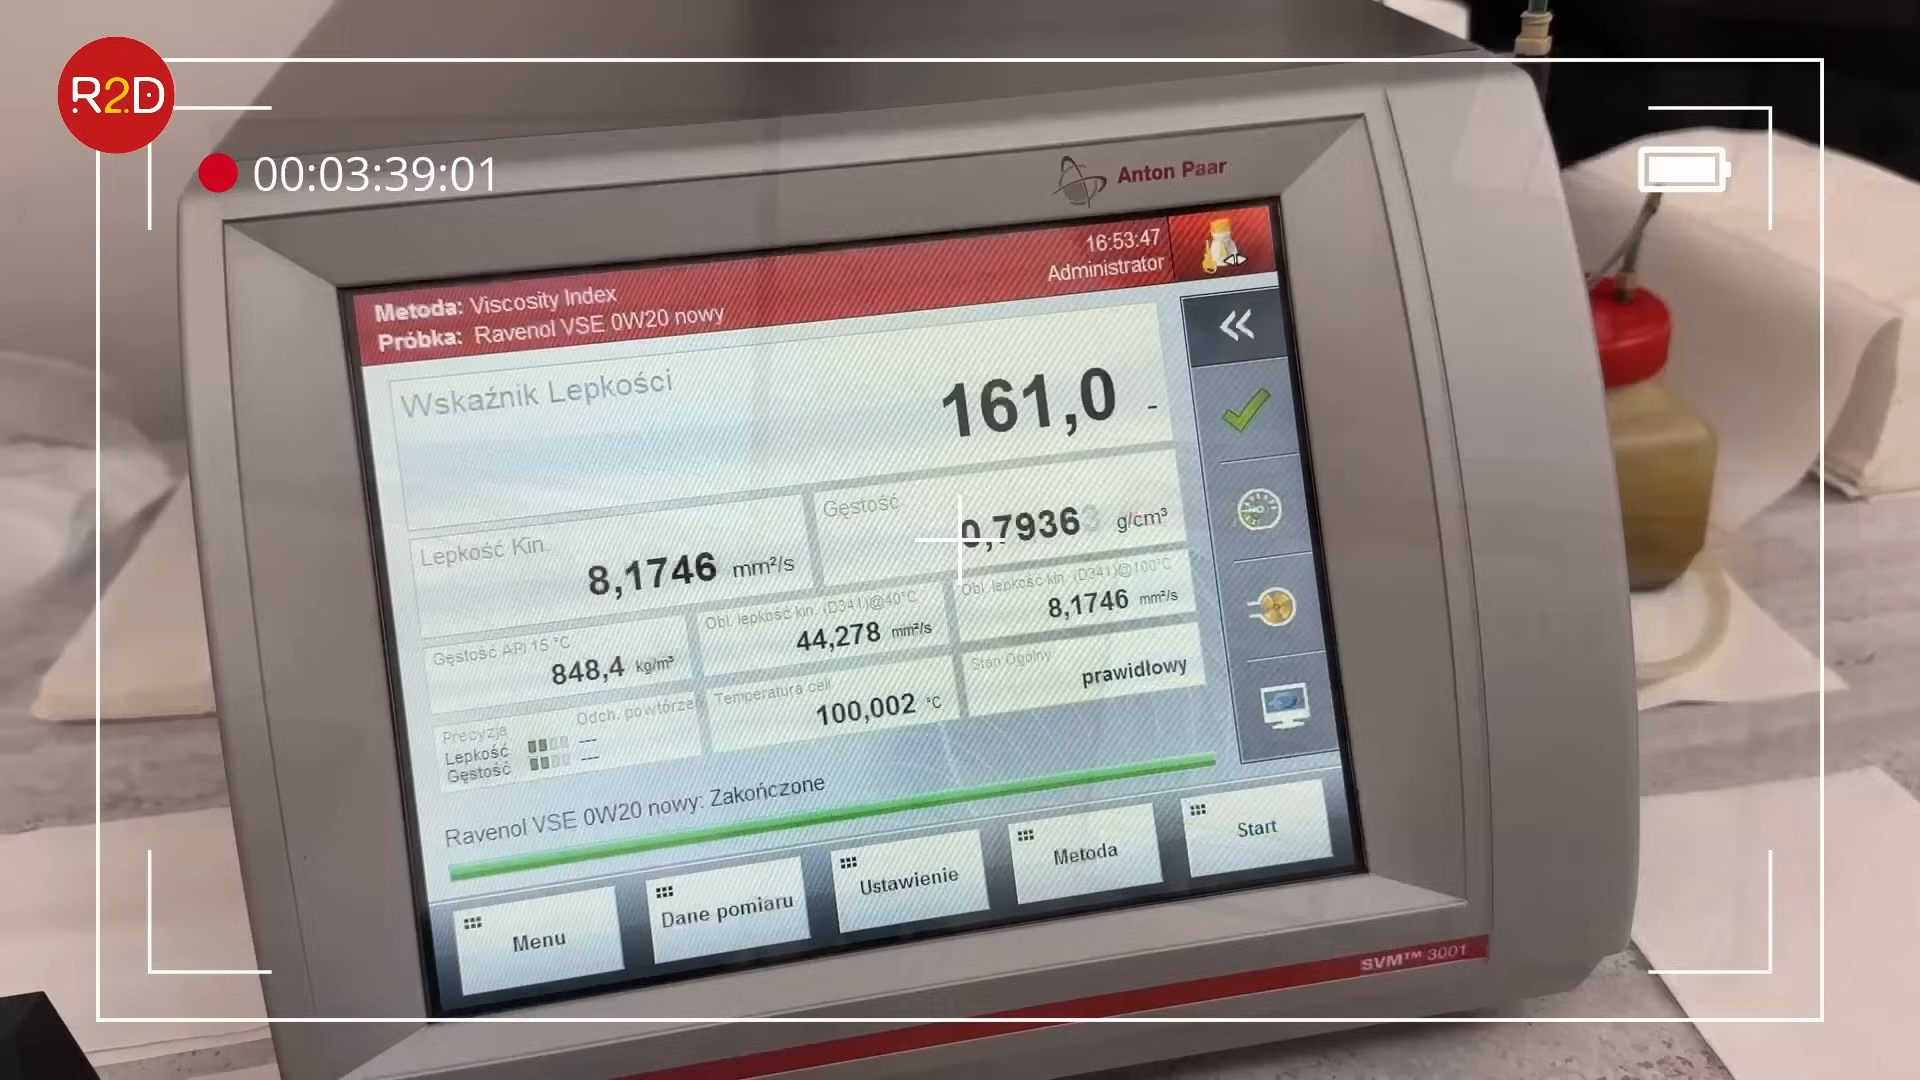 R2D
00:03:39:01
Anton Paar
16:53:47
Administrator
Metoda: Viscosity Index
Próbka: Ravenol VSE 0W20 nowy
Wskaźnik Lepkości
161,0 -
Lepkość Kin.
8,1746 mm²/s
Gęstość
0,7936 g/cm³
Gęstość API 15 °C
848,4 kg/m³
Obl. lepkość kin. (D341)@40°C
44,278 mm²/s
Obl. lepkość kin. (D341)@100°C
8,1746 mm²/s
Precyzja
Odch. powtórzeń
Lepkość ---
Gęstość ---
Temperatura celi
100,002 °C
Stan Ogólny
prawidłowy
Ravenol VSE 0W20 nowy: Zakończone
Menu
Dane pomiaru
Ustawienie
Metoda
Start
SVM™ 3001